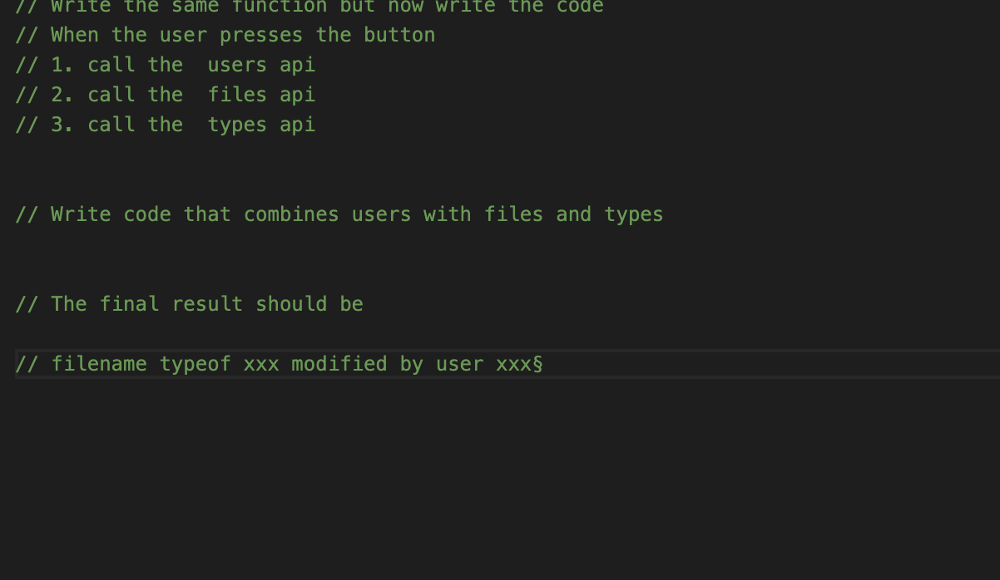 // Write the same function but now write the code
// When the user presses the button
// 1. call the  users api
// 2. call the  files api
// 3. call the  types api
// Write code that combines users with files and types
// The final result should be
// filename typeof xxx modified by user xxx§